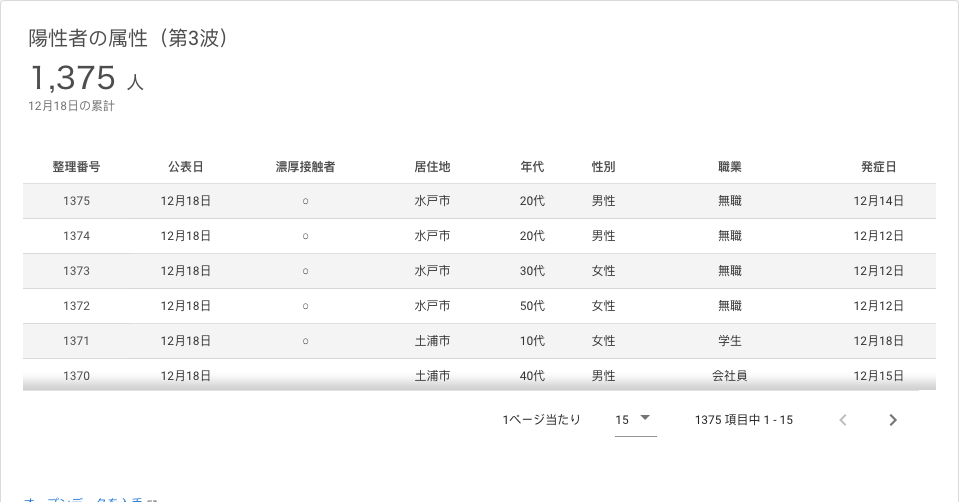 陽性者の属性（第3波）
1,375 人
12月18日の累計
整理番号 公表日 濃厚接触者 居住地 年代 性別 職業 発症日
1375 12月18日 ○ 水戸市 20代 男性 無職 12月14日
1374 12月18日 ○ 水戸市 20代 男性 無職 12月12日
1373 12月18日 ○ 水戸市 30代 女性 無職 12月12日
1372 12月18日 ○ 水戸市 50代 女性 無職 12月12日
1371 12月18日 ○ 土浦市 10代 女性 学生 12月18日
1370 12月18日 土浦市 40代 男性 会社員 12月15日
1ページ当たり 15 1375 項目中 1 - 15
オープンデータを入手